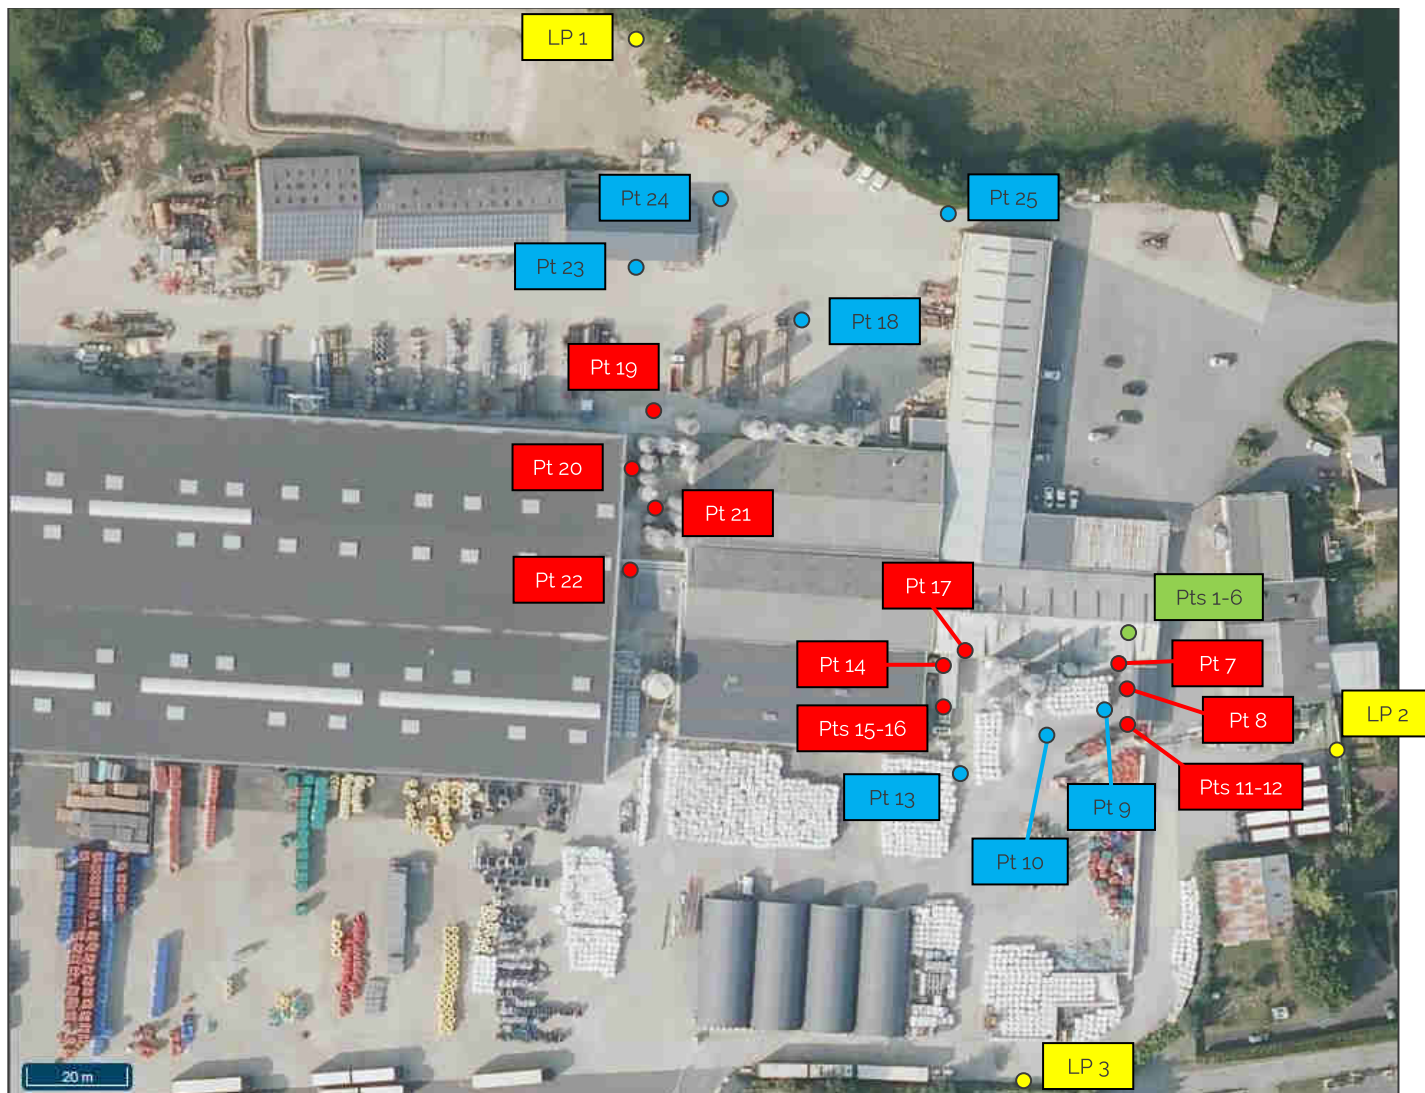 LP 1
Pt 24
Pt 25
Pt 23
Pt 18
Pt 19
Pt 20
Pt 21
Pt 22
Pt 17
Pts 1-6
Pt 14
Pt 7
Pts 15-16
Pt 8
LP 2
Pt 13
Pt 9
Pts 11-12
Pt 10
LP 3
20 m